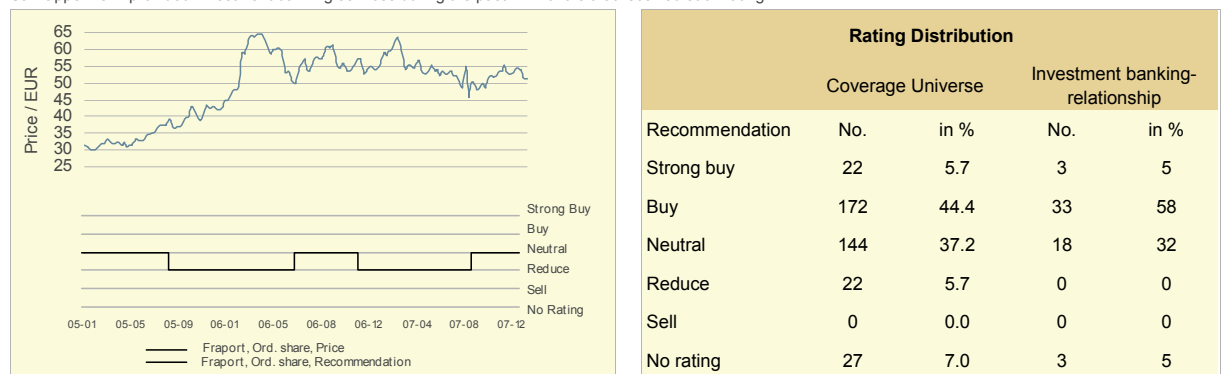 65
60
55
50
45
40
35
30
25
Price / EUR
Strong Buy
Buy
Neutral
Reduce
Sell
No Rating
05-01 05-05 05-09 06-01 06-05 06-08 06-12 07-04 07-08 07-12
Fraport, Ord. share, Price
Fraport, Ord. share, Recommendation
Rating Distribution
Coverage Universe Investment banking-
relationship
Recommendation No. in % No. in %
Strong buy 22 5.7 3 5
Buy 172 44.4 33 58
Neutral 144 37.2 18 32
Reduce 22 5.7 0 0
Sell 0 0.0 0 0
No rating 27 7.0 3 5